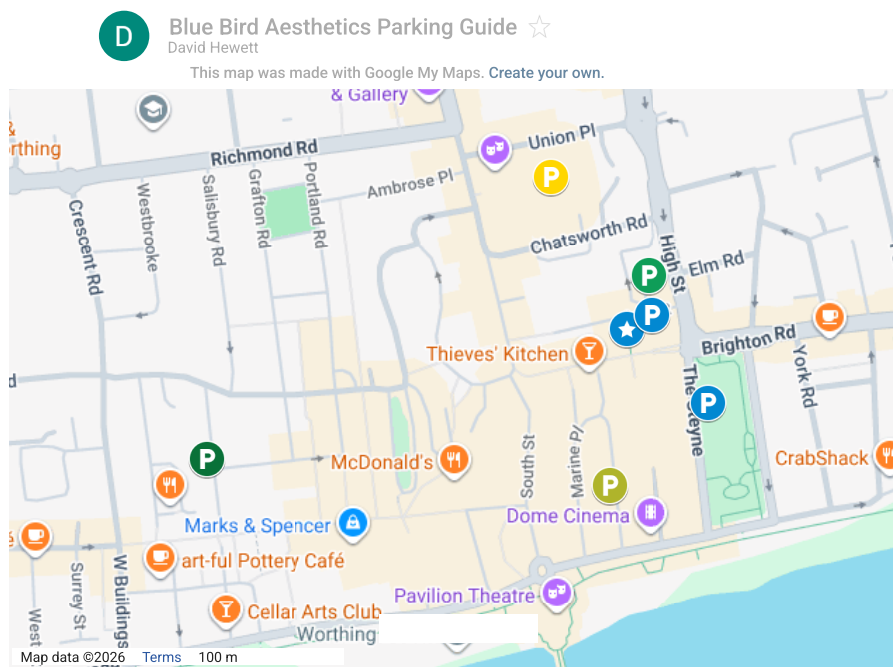 D
Blue Bird Aesthetics Parking Guide
David Hewett
This map was made with Google My Maps. Create your own.
& Gallery
&
rthing
Richmond Rd
Union Pl
P
Ambrose Pl
Portland Rd
Grafton Rd
Salisbury Rd
Westbrooke
Crescent Rd
Chatsworth Rd
High St
Elm Rd
P
P
Brighton Rd
Thieves' Kitchen
York Rd
The Steyne
P
d
P
McDonald's
South St
Marine Pl
CrabShack
P
Marks & Spencer
Dome Cinema
é
art-ful Pottery Café
W Buildings
Surrey St
West
Pavilion Theatre
Cellar Arts Club
Worthing
Map data ©2026 Terms 100 m